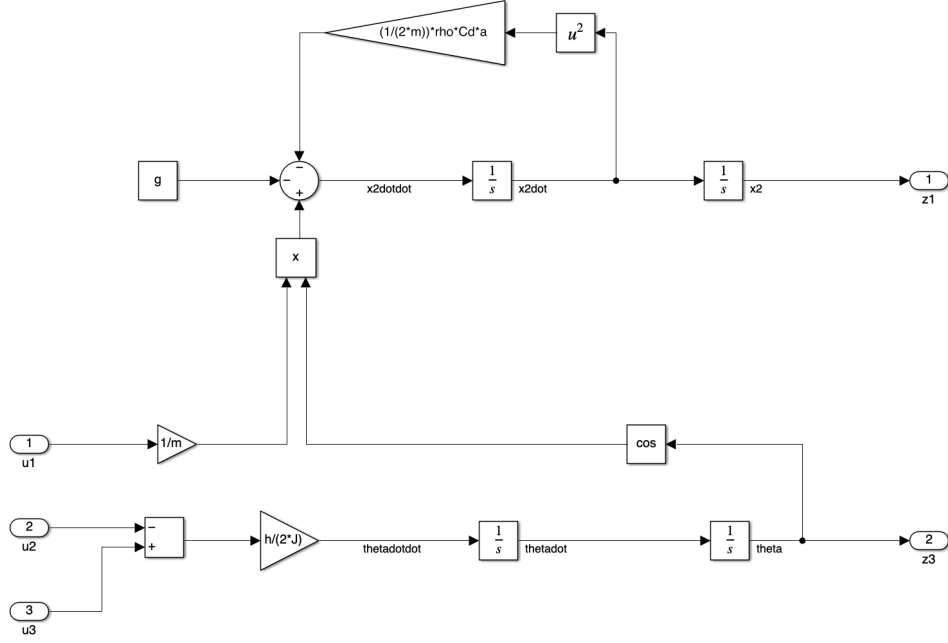 (1/(2*m))*rho*Cd*a
u²
g
−
−
+
x2dotdot
1
s
x2dot
1
s
x2
1
z1
x
1
u1
1/m
cos
2
u2
−
+
h/(2*J)
thetadotdot
1
s
thetadot
1
s
theta
2
z3
3
u3